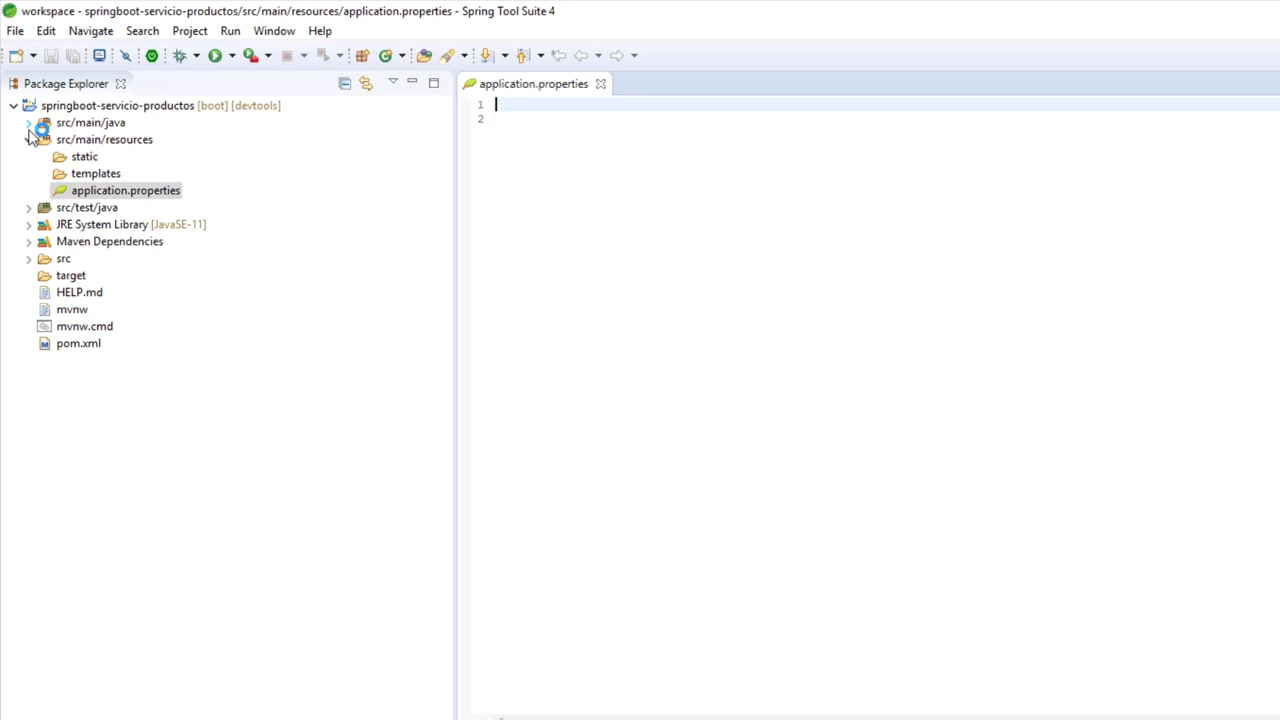 workspace - springboot-servicio-productos/src/main/resources/application.properties - Spring Tool Suite 4
File Edit Navigate Search Project Run Window Help
Package Explorer
application.properties
springboot-servicio-productos [boot] [devtools]
1
src/main/java
2
src/main/resources
static
templates
application.properties
src/test/java
JRE System Library [JavaSE-11]
Maven Dependencies
src
target
HELP.md
mvnw
mvnw.cmd
pom.xml